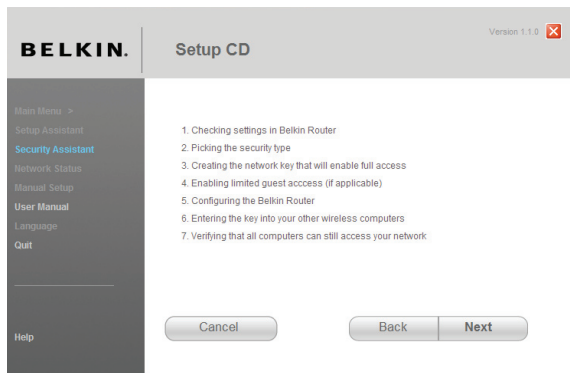 BELKIN.
Setup CD
Version 1.1.0
Main Menu >
Setup Assistant
Security Assistant
Network Status
Manual Setup
User Manual
Language
Quit
Help
1. Checking settings in Belkin Router
2. Picking the security type
3. Creating the network key that will enable full access
4. Enabling limited guest acccess (if applicable)
5. Configuring the Belkin Router
6. Entering the key into your other wireless computers
7. Verifying that all computers can still access your network
Cancel
Back
Next